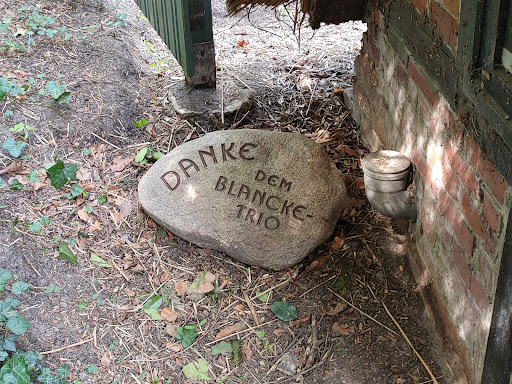 DANKE
DEM
BLANCKE-
TRIO